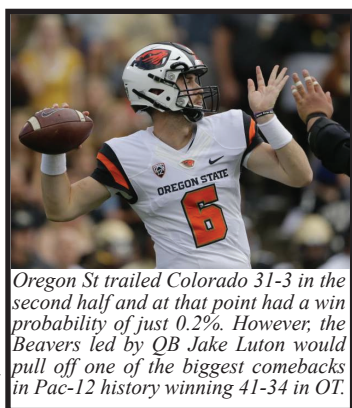 OREGON STATE
6
Oregon St trailed Colorado 31-3 in the
second half and at that point had a win
probability of just 0.2%. However, the
Beavers led by QB Jake Luton would
pull off one of the biggest comebacks
in Pac-12 history winning 41-34 in OT.